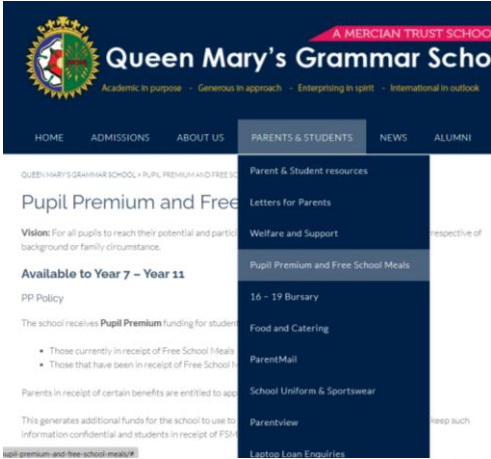 A MERCIAN TRUST SCHOO
Queen Mary's Grammar Scho
Academic in purpose - Generous in approach - Enterprising in spirit - International in outlook
HOME ADMISSIONS ABOUT US PARENTS & STUDENTS NEWS ALUMNI
QUEEN MARY'S GRAMMAR SCHOOL > PUPIL PREMIUM AND FREE SC
Parent & Student resources
Letters for Parents
Welfare and Support
Pupil Premium and Free School Meals
16 – 19 Bursary
Food and Catering
ParentMail
School Uniform & Sportswear
Parentview
Laptop Loan Enquiries
Pupil Premium and Free
Vision: For all pupils to reach their potential and partici respective of
background or family circumstance.
Available to Year 7 – Year 11
PP Policy
The school receives Pupil Premium funding for student
Those currently in receipt of Free School Meals
Those that have been in receipt of Free School M
Parents in receipt of certain benefits are entitled to app
This generates additional funds for the school to use to keep such
information confidential and students in receipt of FSM
upil-premium-and-free-school-meals/#